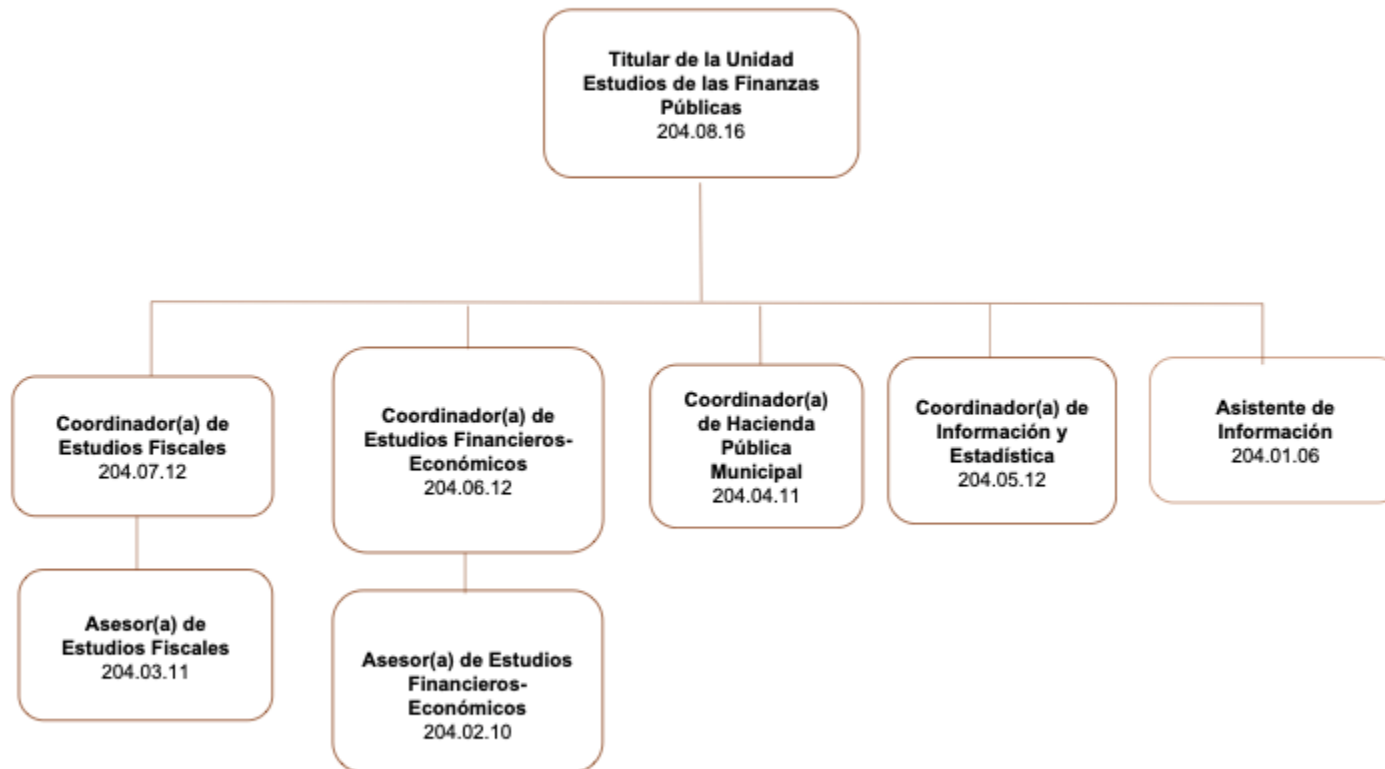 Titular de la Unidad
Estudios de las Finanzas
Públicas
204.08.16
Coordinador(a) de
Estudios Fiscales
204.07.12
Coordinador(a) de
Estudios Financieros-
Económicos
204.06.12
Coordinador(a)
de Hacienda
Pública
Municipal
204.04.11
Coordinador(a) de
Información y
Estadística
204.05.12
Asistente de
Información
204.01.06
Asesor(a) de
Estudios Fiscales
204.03.11
Asesor(a) de Estudios
Financieros-
Económicos
204.02.10